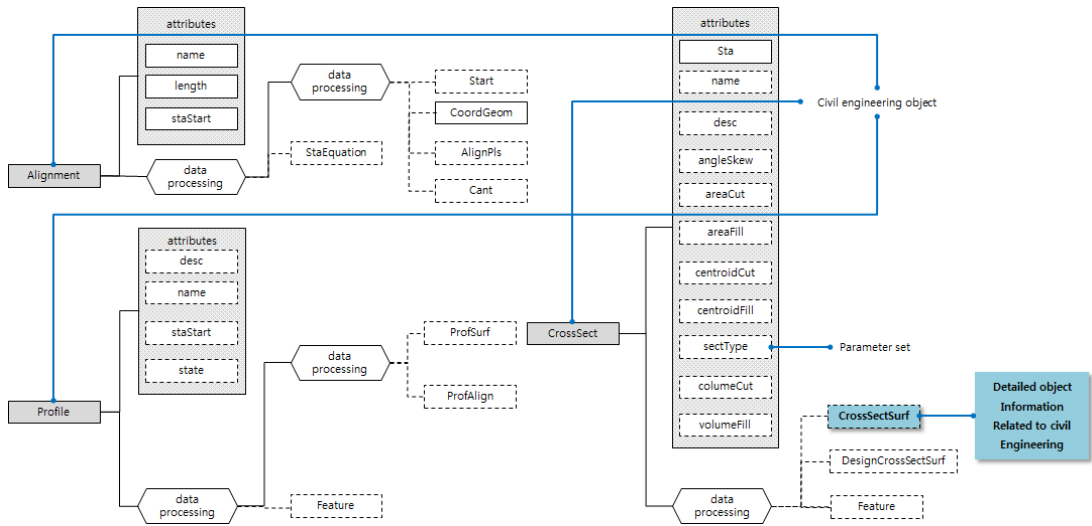 attributes
name
length
staStart
Alignment
data
processing
StaEquation
data
processing
Start
CoordGeom
AlignPls
Cant
attributes
desc
name
staStart
state
Profile
data
processing
Feature
data
processing
ProfSurf
ProfAlign
attributes
Sta
name
desc
angleSkew
areaCut
areaFill
centroidCut
centroidFill
sectType
columeCut
volumeFill
CrossSect
Civil engineering object
Parameter set
data
processing
CrossSectSurf
DesignCrossSectSurf
Feature
Detailed object
Information
Related to civil
Engineering